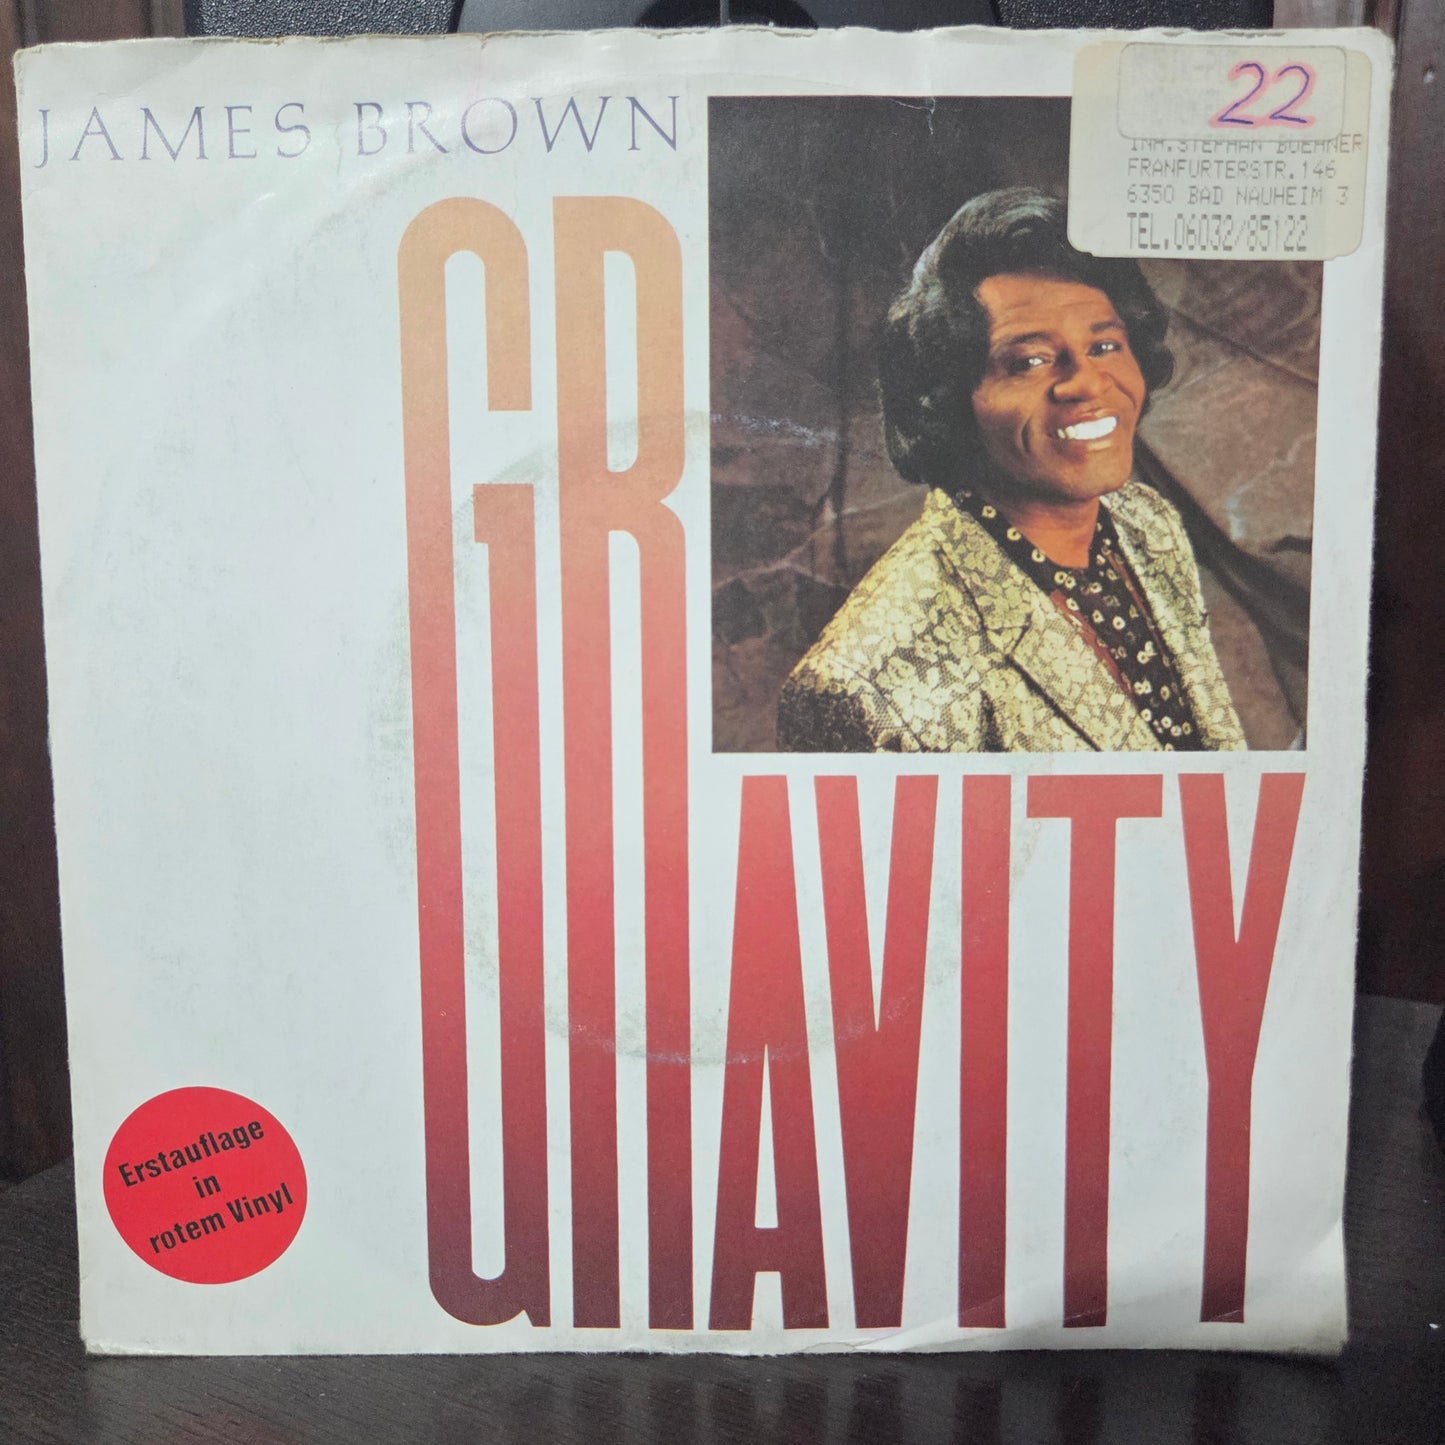 JAMES BROWN
GRAVITY
22
INH.STEPHAN BOEHNER
FRANFURTERSTR.146
6350 BAD NAUHEIM 3
TEL.06032/85122
Erstauflage
in
rotem Vinyl